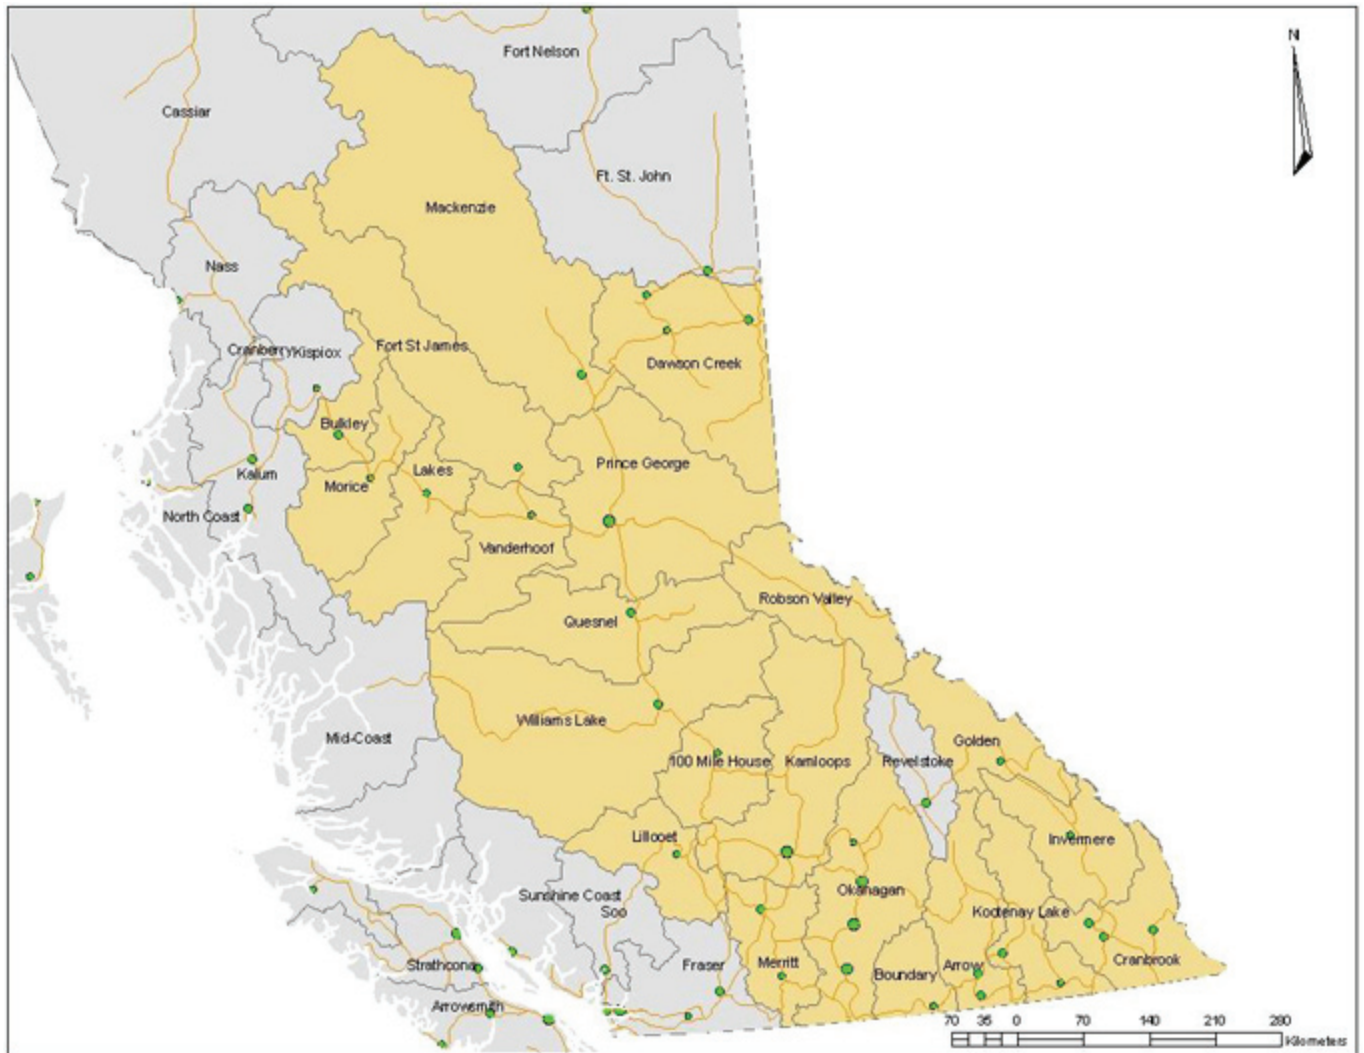 N
Fort Nelson
Cassiar
Ft. St. John
Mackenzie
Nass
Cranberry
Kispiox
Fort St James
Dawson Creek
Bulkley
Prince George
Lakes
Kalum
Morice
North Coast
Vanderhoof
Robson Valley
Quesnel
Williams Lake
Mid-Coast
Golden
100 Mile House
Kamloops
Revelstoke
Lillooet
Invermere
Okanagan
Sunshine Coast
Soo
Kootenay Lake
Strathcona
Fraser
Merritt
Boundary
Arrow
Cranbrook
Arrowsmith
70 35 0 70 140 210 280
Kilometers